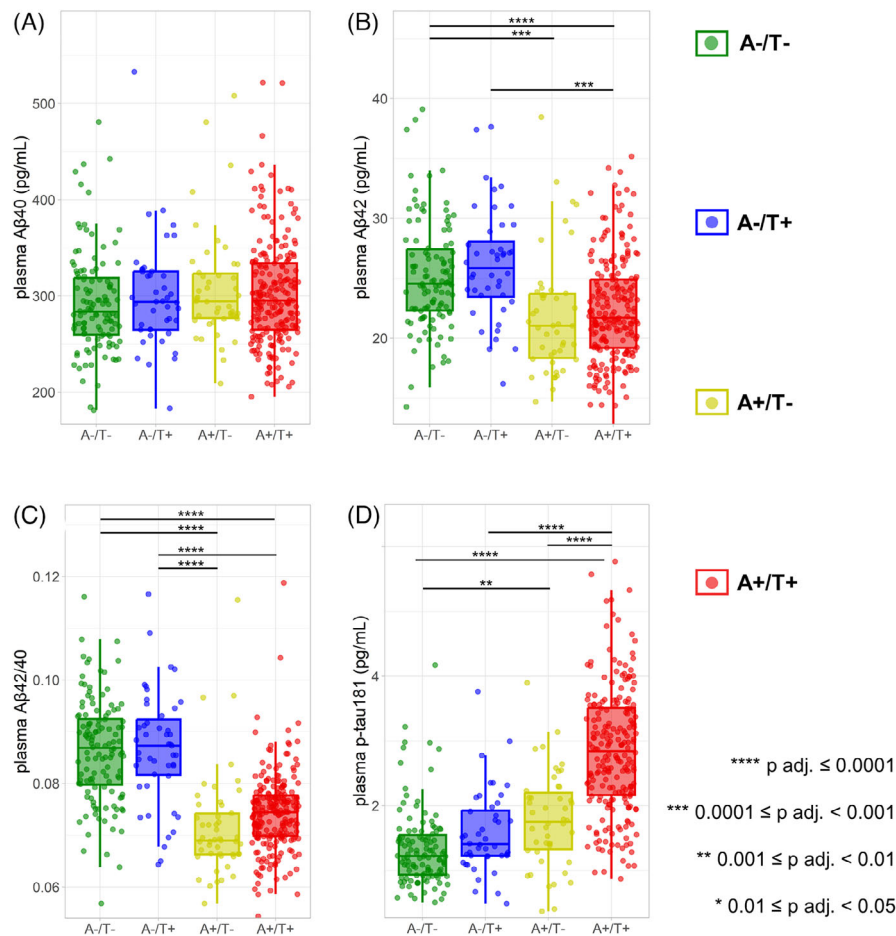 (A)
plasma Aβ40 (pg/mL)
500
400
300
200
A-/T-
A-/T+
A+/T-
A+/T+
(B)
plasma Aβ42 (pg/mL)
****
***
***
40
30
20
A-/T-
A-/T+
A+/T-
A+/T+
A-/T-
A-/T+
A+/T-
A+/T+
(C)
plasma Aβ42/40
****
****
****
****
0.12
0.10
0.08
0.06
A-/T-
A-/T+
A+/T-
A+/T+
(D)
plasma p-tau181 (pg/mL)
****
****
****
**
4
2
A-/T-
A-/T+
A+/T-
A+/T+
**** p adj. ≤ 0.0001
*** 0.0001 ≤ p adj. < 0.001
** 0.001 ≤ p adj. < 0.01
* 0.01 ≤ p adj. < 0.05